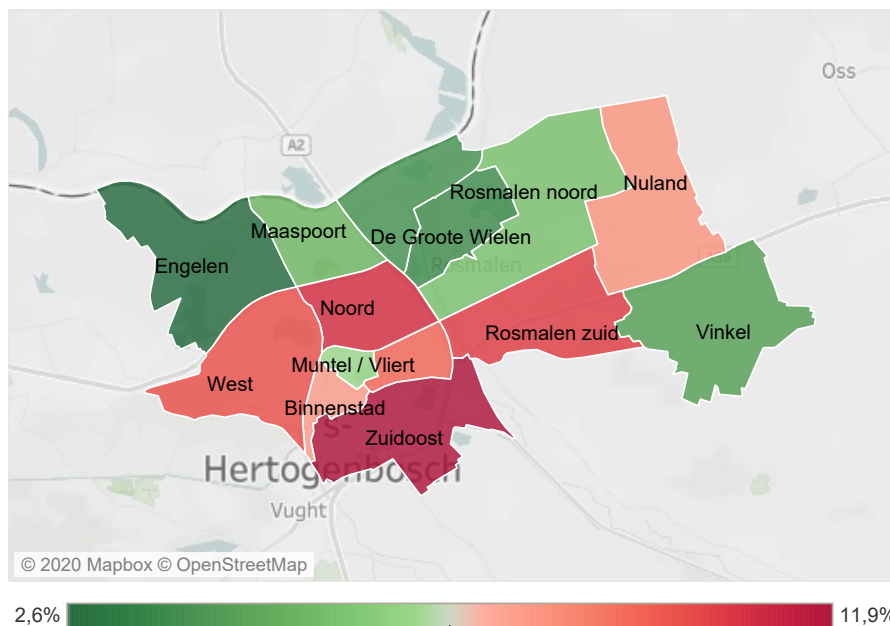 Oss
A2
Nuland
Rosmalen noord
Maaspoort
De Groote Wielen
Engelen
Rosmalen
Noord
Rosmalen zuid
Vinkel
Muntel / Vliert
West
Binnenstad
S-
Zuidoost
Hertogenbosch
Vught
© 2020 Mapbox © OpenStreetMap
2,6%
11,9%